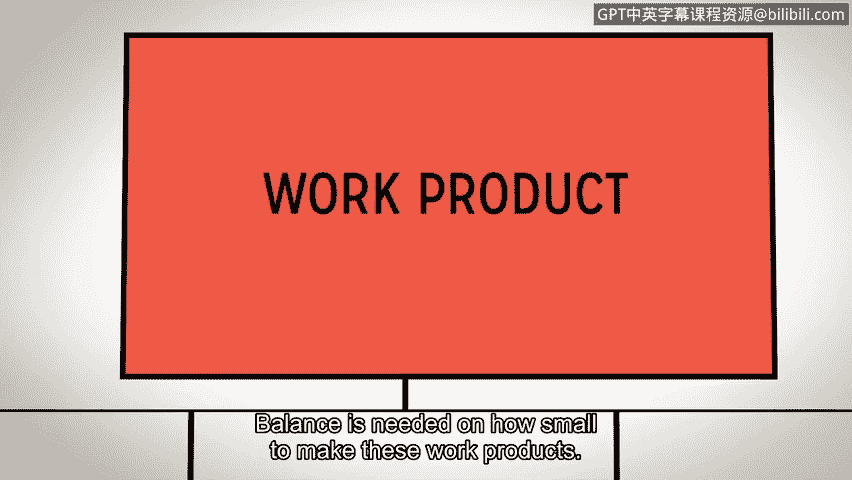 GPT中英字幕课程资源@bilibili.com
WORK PRODUCT
Balance is needed on how small
to make these work products.